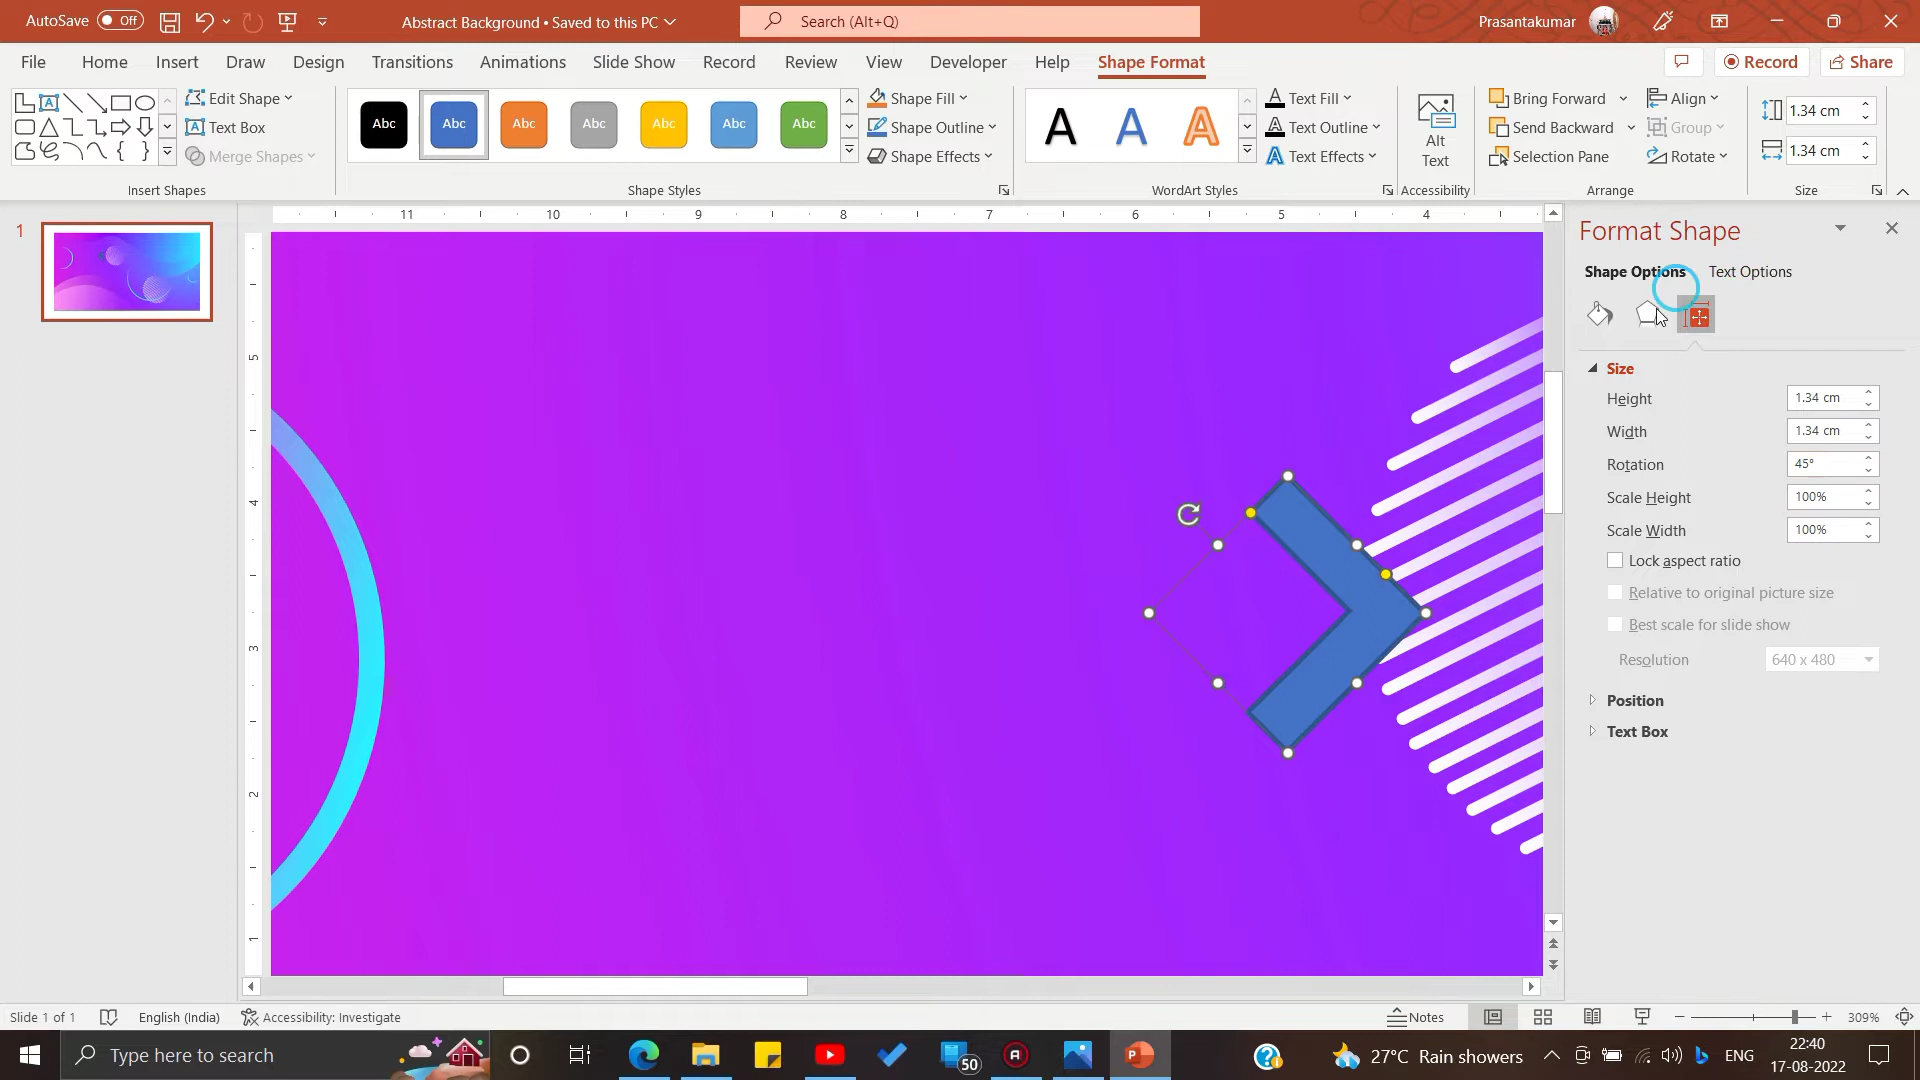 AutoSave Off
Abstract Background • Saved to this PC
Search (Alt+Q)
Prasantakumar
File Home Insert Draw Design Transitions Animations Slide Show Record Review View Developer Help Shape Format
Record
Share
Edit Shape
Text Box
Merge Shapes
Insert Shapes
Abc Abc Abc Abc Abc Abc Abc
Shape Fill
Shape Outline
Shape Effects
Shape Styles
A A A
Text Fill
Text Outline
Text Effects
WordArt Styles
Alt
Text
Accessibility
Bring Forward
Send Backward
Selection Pane
Align
Group
Rotate
Arrange
1.34 cm
1.34 cm
Size
1
11 10 9 8 7 6 5 4
5
4
3
2
1
Format Shape
Shape Options Text Options
Size
Height 1.34 cm
Width 1.34 cm
Rotation 45°
Scale Height 100%
Scale Width 100%
Lock aspect ratio
Relative to original picture size
Best scale for slide show
Resolution 640 x 480
Position
Text Box
Slide 1 of 1
English (India)
Accessibility: Investigate
Notes
309%
Type here to search
50
27°C Rain showers
ENG
22:40
17-08-2022